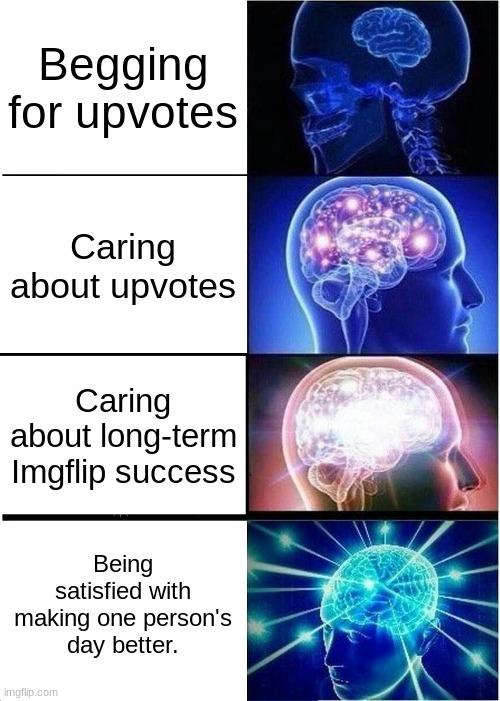 Begging
for upvotes
Caring
about upvotes
Caring
about long-term
Imgflip success
Being
satisfied with
making one person's
day better.
imgflip.com